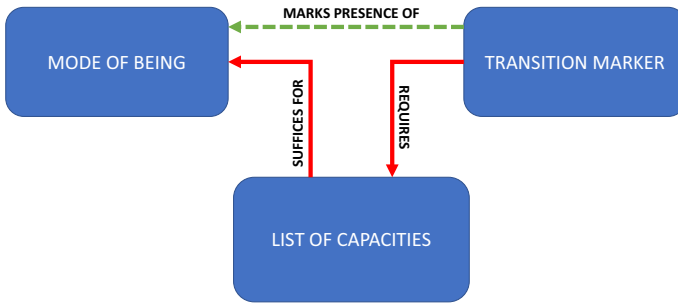 MARKS PRESENCE OF
MODE OF BEING
TRANSITION MARKER
SUFFICES FOR
REQUIRES
LIST OF CAPACITIES